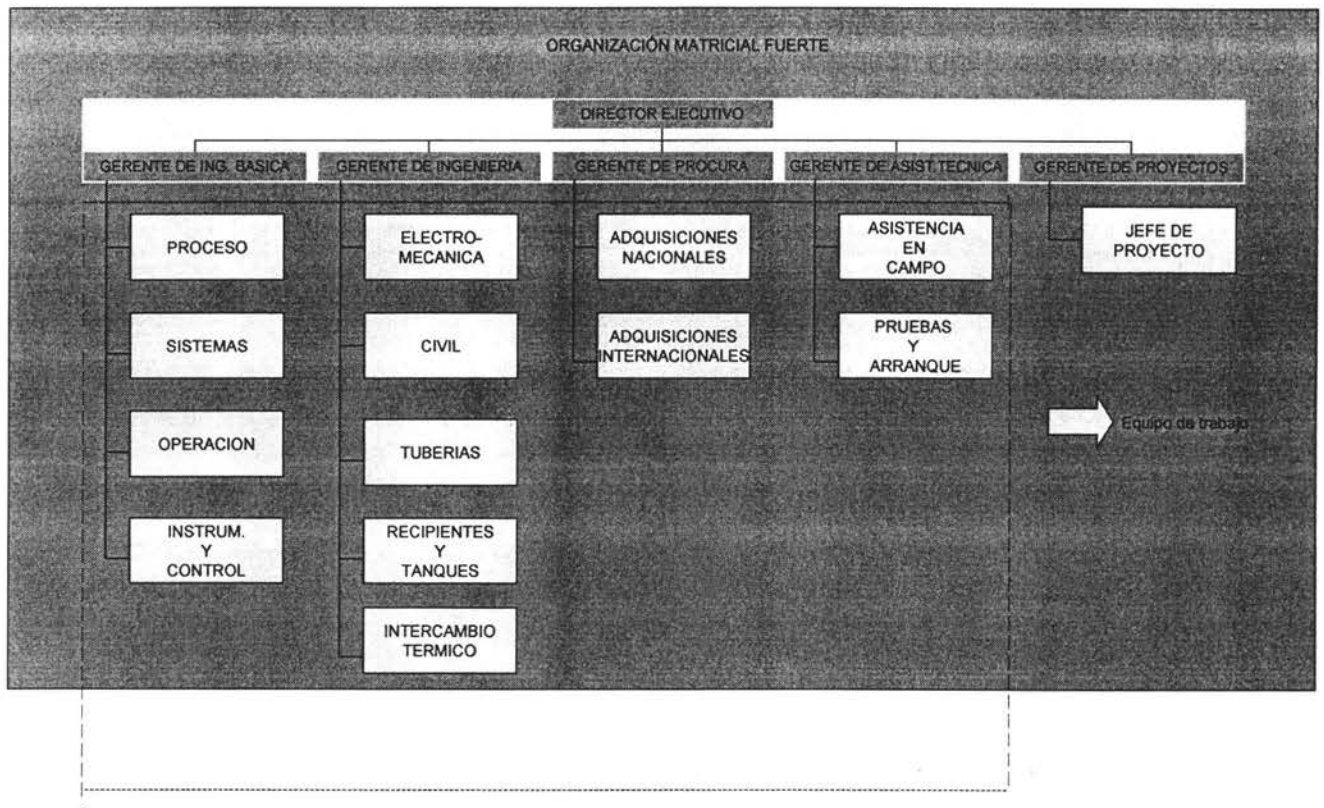 ORGANIZACIÓN MATRICIAL FUERTE
DIRECTOR EJECUTIVO
GERENTE DE ING. BASICA
GERENTE DE INGENIERIA
GERENTE DE PROCURA
GERENTE DE ASIST.TECNICA
GERENTE DE PROYECTOS
PROCESO
SISTEMAS
OPERACION
INSTRUM.
Y
CONTROL
ELECTRO-
MECANICA
CIVIL
TUBERIAS
RECIPIENTES
Y
TANQUES
INTERCAMBIO
TERMICO
ADQUISICIONES
NACIONALES
ADQUISICIONES
INTERNACIONALES
ASISTENCIA
EN
CAMPO
PRUEBAS
Y
ARRANQUE
JEFE DE
PROYECTO
Equipo de trabajo